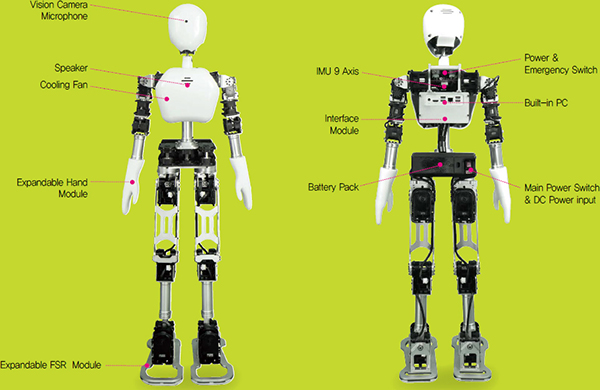 Vision Camera
Microphone
Speaker
Cooling Fan
Expandable Hand
Module
Expandable FSR Module
IMU 9 Axis
Interface
Module
Battery Pack
Power &
Emergency Switch
Built-in PC
Main Power Switch
& DC Power input